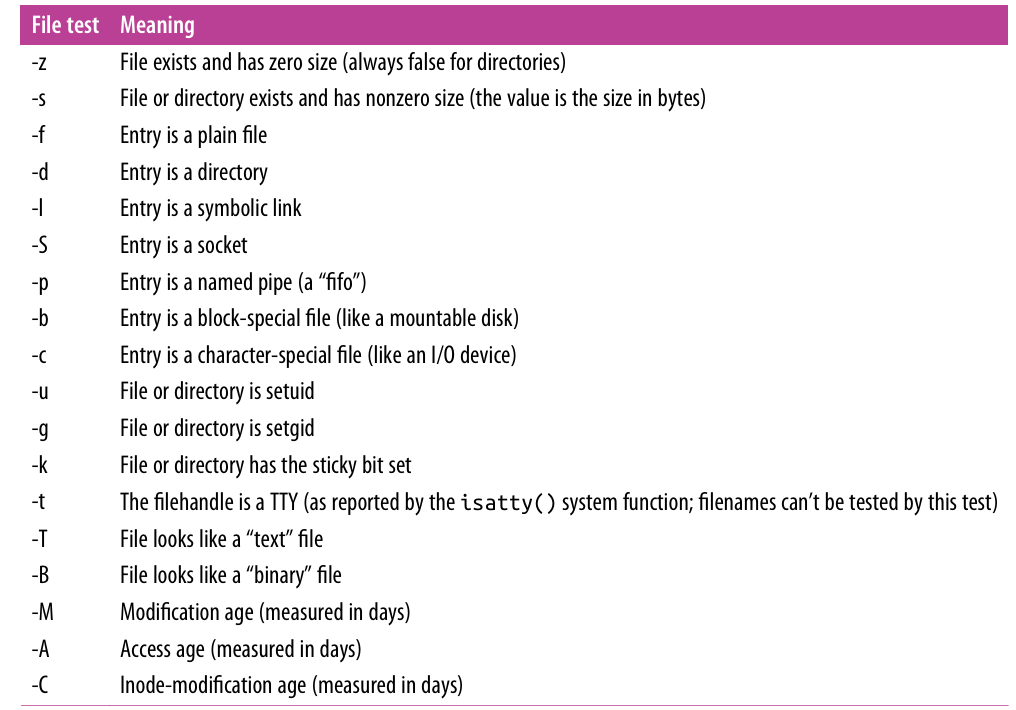 File test Meaning
-z File exists and has zero size (always false for directories)
-s File or directory exists and has nonzero size (the value is the size in bytes)
-f Entry is a plain file
-d Entry is a directory
-l Entry is a symbolic link
-S Entry is a socket
-p Entry is a named pipe (a “fifo”)
-b Entry is a block-special file (like a mountable disk)
-c Entry is a character-special file (like an I/O device)
-u File or directory is setuid
-g File or directory is setgid
-k File or directory has the sticky bit set
-t The filehandle is a TTY (as reported by the isatty() system function; filenames can’t be tested by this test)
-T File looks like a “text” file
-B File looks like a “binary” file
-M Modification age (measured in days)
-A Access age (measured in days)
-C Inode-modification age (measured in days)